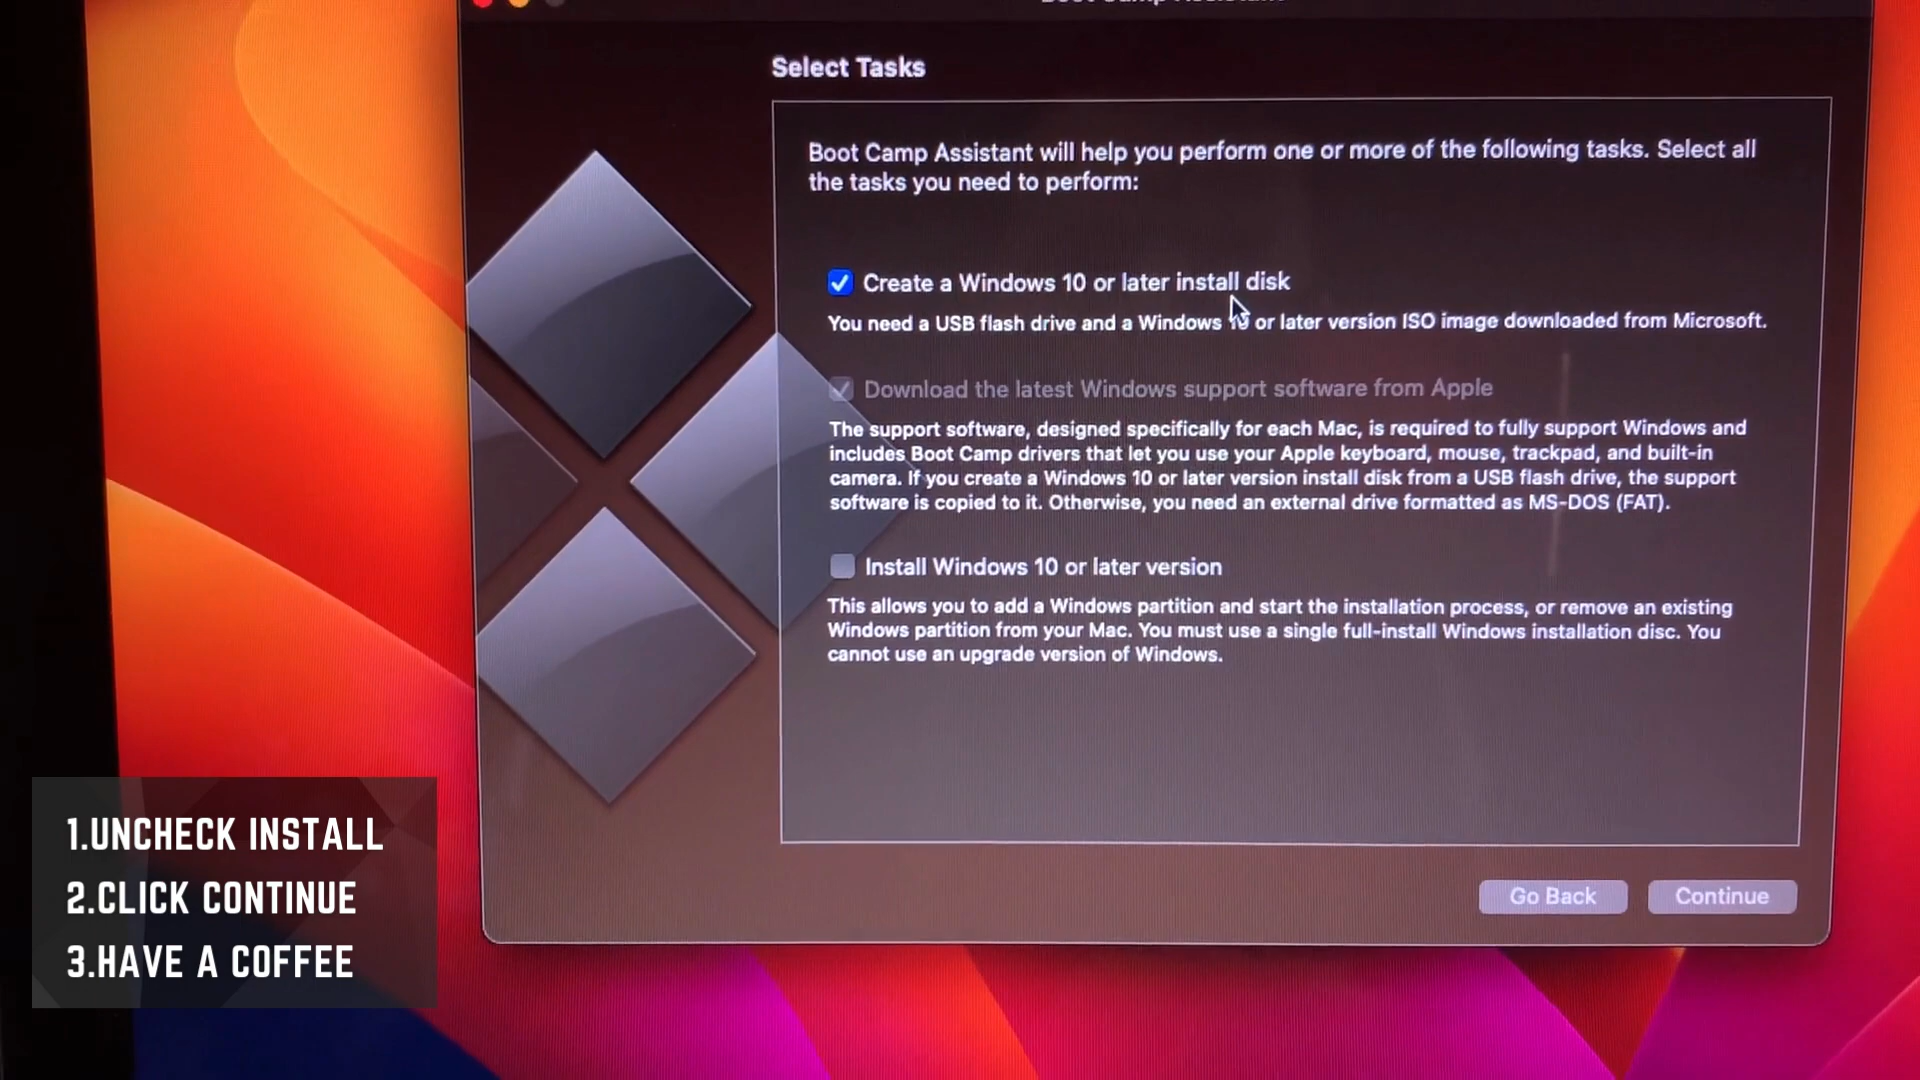 Select Tasks
Boot Camp Assistant will help you perform one or more of the following tasks. Select all
the tasks you need to perform:
Create a Windows 10 or later install disk
You need a USB flash drive and a Windows 10 or later version ISO image downloaded from Microsoft.
Download the latest Windows support software from Apple
The support software, designed specifically for each Mac, is required to fully support Windows and
includes Boot Camp drivers that let you use your Apple keyboard, mouse, trackpad, and built-in
camera. If you create a Windows 10 or later version install disk from a USB flash drive, the support
software is copied to it. Otherwise, you need an external drive formatted as MS-DOS (FAT).
Install Windows 10 or later version
This allows you to add a Windows partition and start the installation process, or remove an existing
Windows partition from your Mac. You must use a single full-install Windows installation disc. You
cannot use an upgrade version of Windows.
Go Back
Continue
1.UNCHECK INSTALL
2.CLICK CONTINUE
3.HAVE A COFFEE